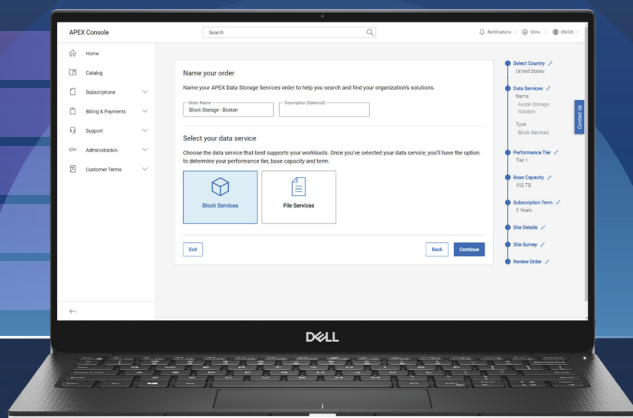 APEX Console
Search
Notifications
Chris
EN/US
Home
Catalog
Subscriptions
Billing & Payments
Support
Administration
Customer Terms
Name your order
Name your APEX Data Storage Services order to help you search and find your organization's solutions.
Order Name
Description (Optional)
Block Storage - Boston
Select your data service
Choose the data service that best supports your workloads. Once you've selected your data service, you'll have the option
to determine your performance tier, base capacity and term.
Block Services
File Services
Exit
Back
Continue
Select Country
United States
Data Services
Name
Austin Storage
Solution
Type
Block Services
Performance Tier
Tier 1
Base Capacity
102 TB
Subscription Term
3 Years
Site Details
Site Survey
Review Order
Contact Us
DELL